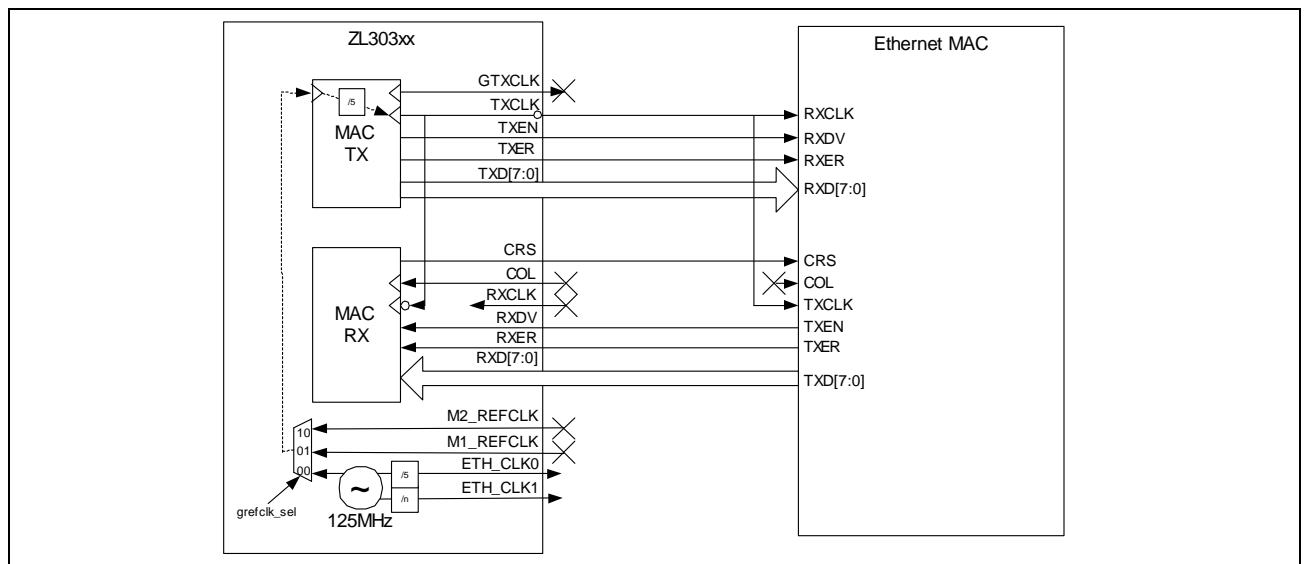 ZL303xx
Ethernet MAC
GTXCLK
TXCLK
TXEN
TXER
TXD[7:0]
/5
MAC
TX
RXCLK
RXDV
RXER
RXD[7:0]
CRS
COL
RXCLK
RXDV
RXER
RXD[7:0]
MAC
RX
CRS
COL
TXCLK
TXEN
TXER
TXD[7:0]
M2_REFCLK
M1_REFCLK
ETH_CLK0
ETH_CLK1
10
01
00
/5
/n
~
grefclk_sel
125MHz